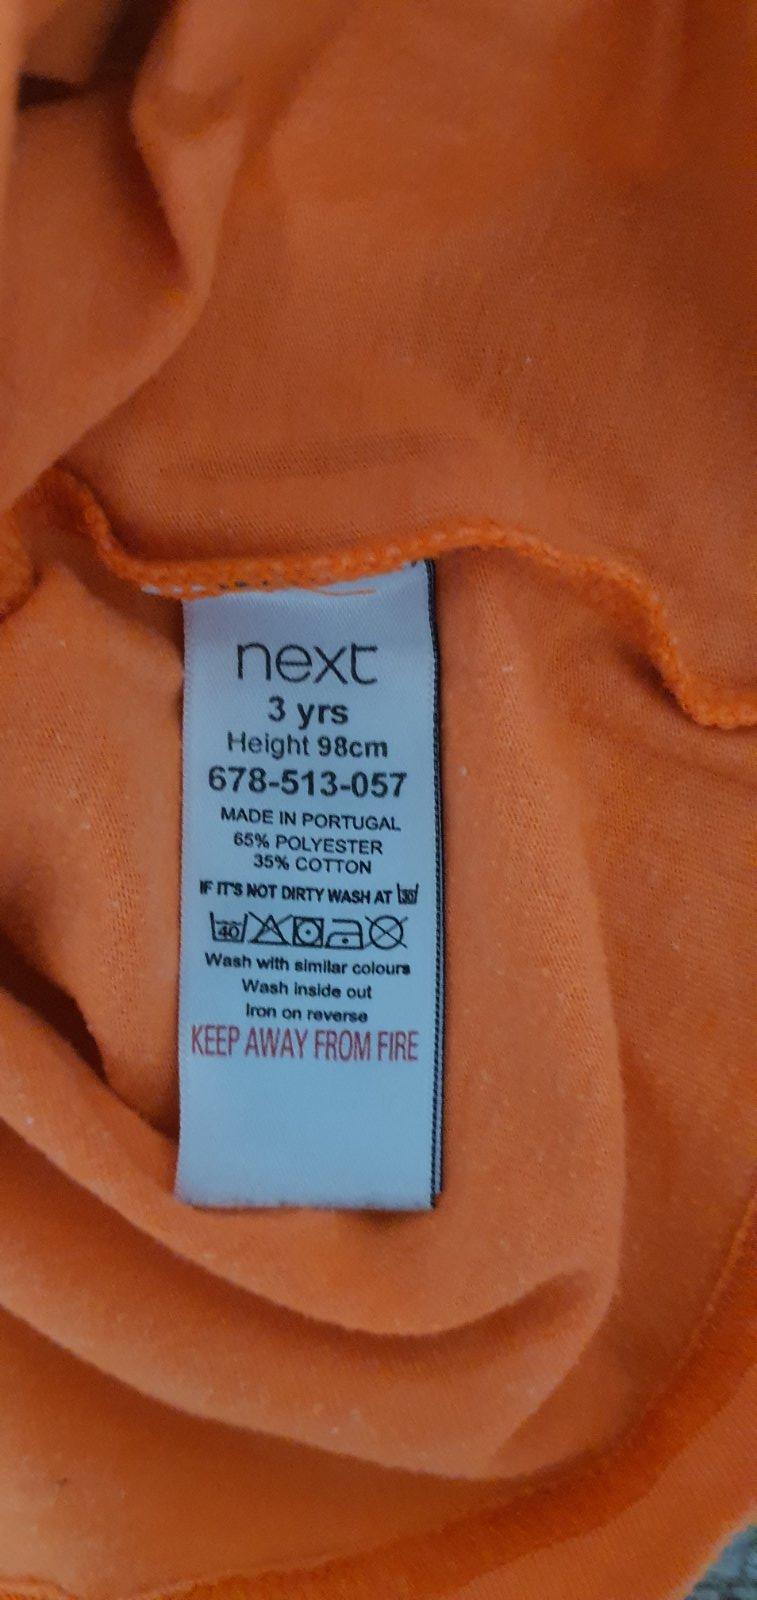 next
3 yrs
Height 98cm
678-513-057
MADE IN PORTUGAL
65% POLYESTER
35% COTTON
IF IT'S NOT DIRTY WASH AT 30
40
Wash with similar colours
Wash inside out
Iron on reverse
KEEP AWAY FROM FIRE